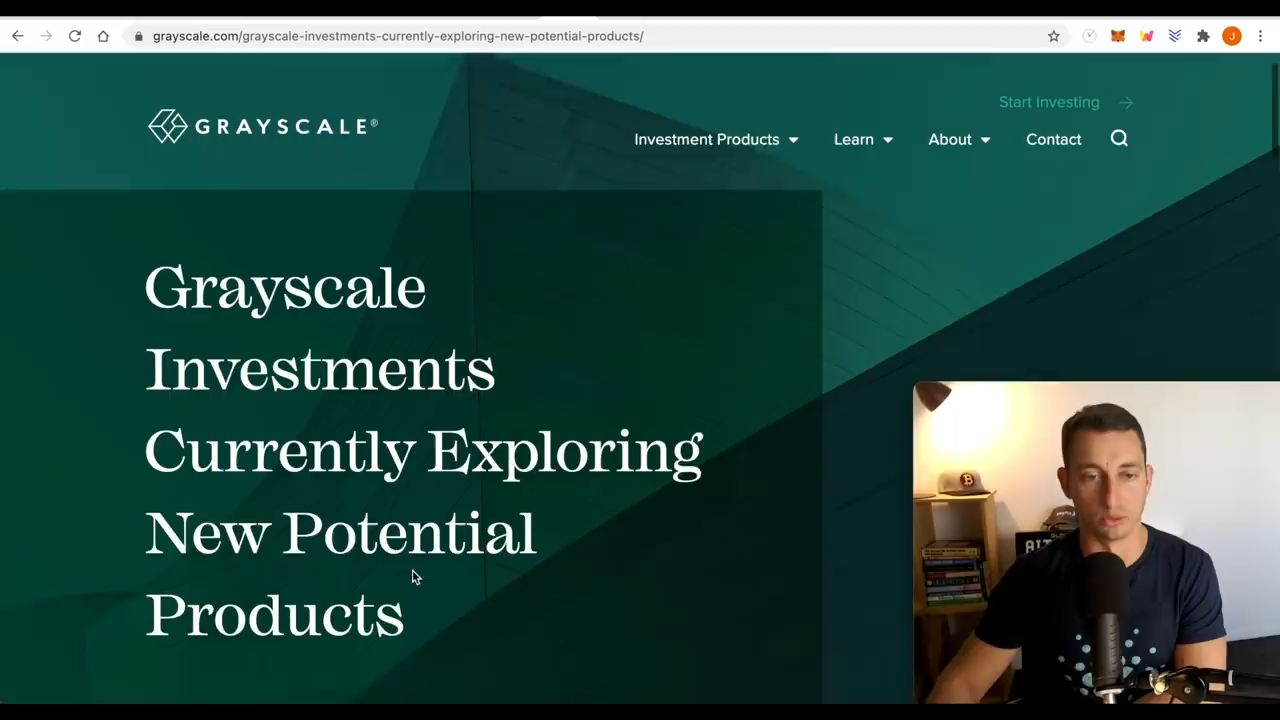 grayscale.com/grayscale-investments-currently-exploring-new-potential-products/
J
Start Investing
GRAYSCALE®
Investment Products
Learn
About
Contact
Grayscale
Investments
Currently Exploring
New Potential
Products